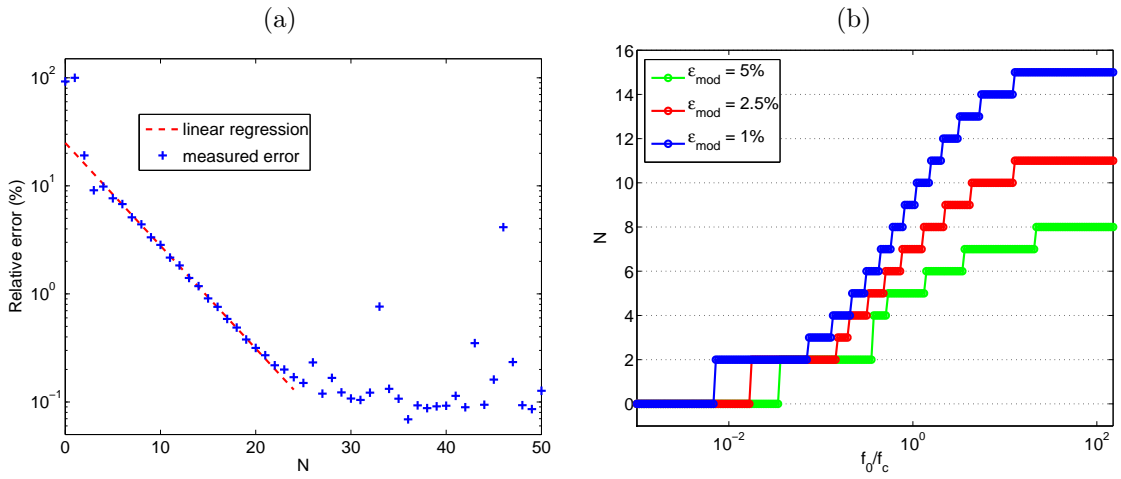 (a)
10^2
10^1
10^0
10^-1
Relative error (%)
linear regression
measured error
0 10 20 30 40 50
N
(b)
16
14
12
10
8
6
4
2
0
N
ε_mod = 5%
ε_mod = 2.5%
ε_mod = 1%
10^-2 10^0 10^2
f_0/f_c